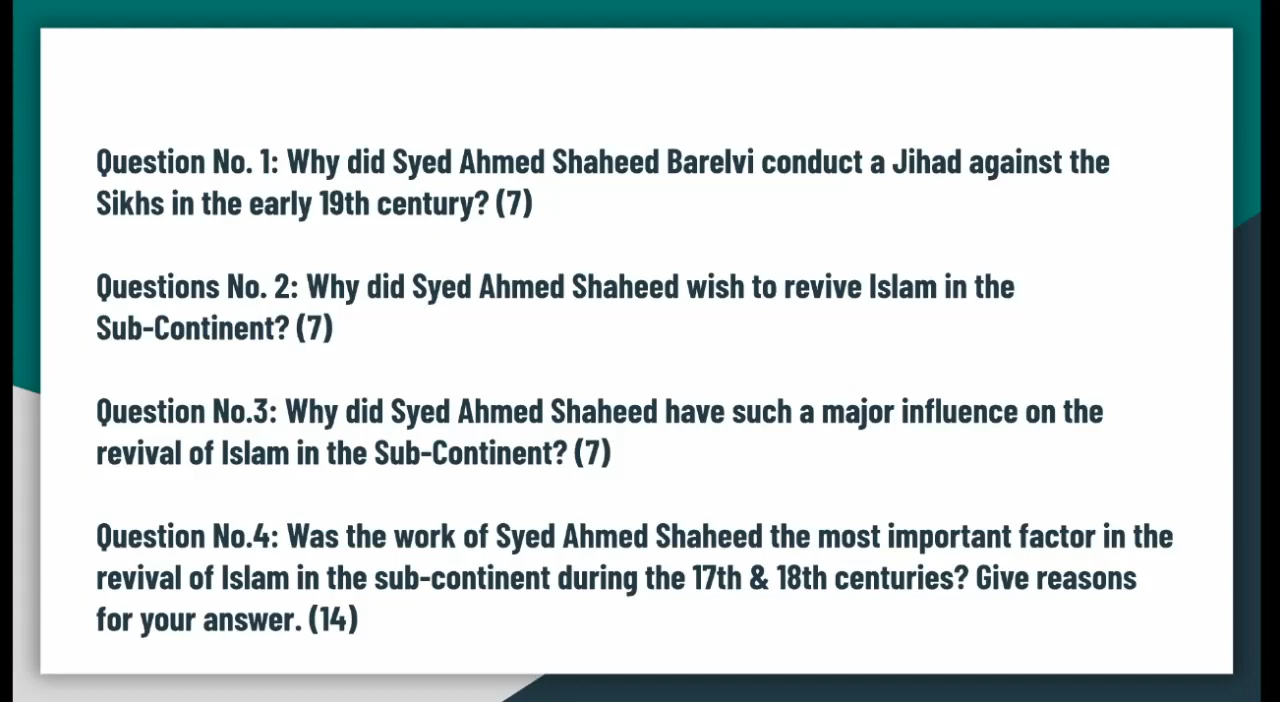 Question No. 1: Why did Syed Ahmed Shaheed Barelvi conduct a Jihad against the
Sikhs in the early 19th century? (7)
Questions No. 2: Why did Syed Ahmed Shaheed wish to revive Islam in the
Sub-Continent? (7)
Question No.3: Why did Syed Ahmed Shaheed have such a major influence on the
revival of Islam in the Sub-Continent? (7)
Question No.4: Was the work of Syed Ahmed Shaheed the most important factor in the
revival of Islam in the sub-continent during the 17th & 18th centuries? Give reasons
for your answer. (14)